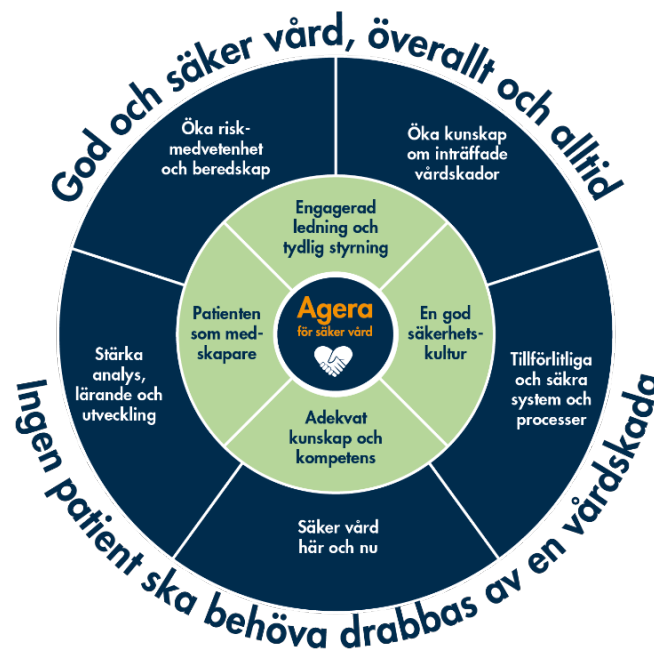 God och säker vård, överallt och alltid
Öka risk-
medvetenhet
och beredskap
Öka kunskap
om inträffade
vårdskador
Engagerad
ledning och
tydlig styrning
Patienten
som med-
skapare
Agera
för säker vård
En god
säkerhets-
kultur
Stärka
analys,
lärande och
utveckling
Tillförlitliga
och säkra
system och
processer
Adekvat
kunskap och
kompetens
Säker vård
här och nu
Ingen patient ska behöva drabbas av en vårdskada